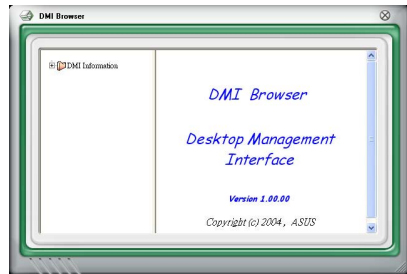 DMI Browser
DMI Information
DMI Browser
Desktop Management
Interface
Version 1.00.00
Copyright (c) 2004, ASUS